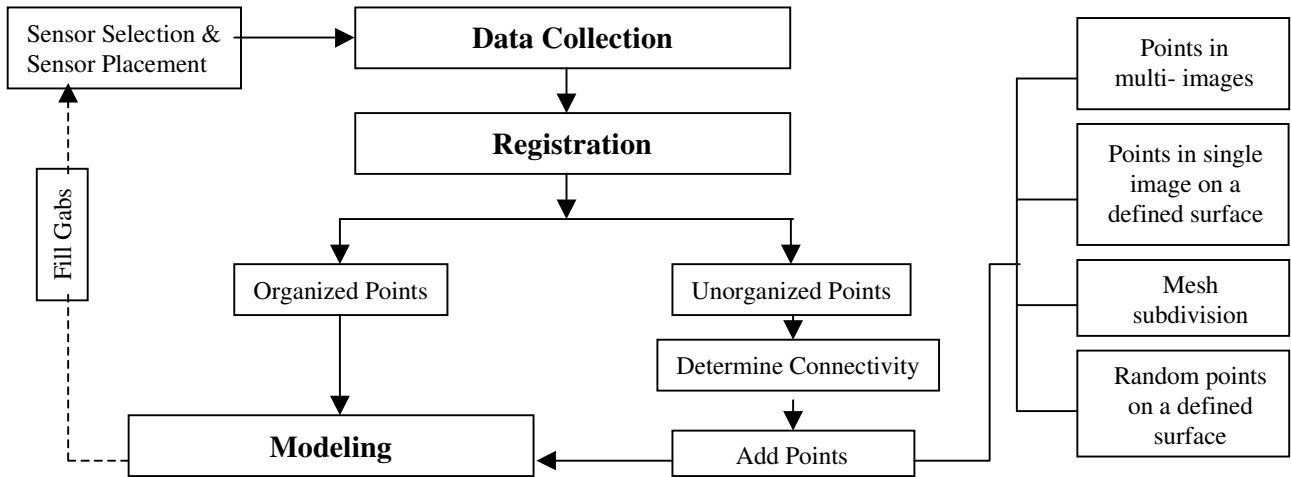 Sensor Selection &
Sensor Placement
Data Collection
Registration
Fill Gabs
Organized Points
Unorganized Points
Determine Connectivity
Modeling
Add Points
Points in
multi- images
Points in single
image on a
defined surface
Mesh
subdivision
Random points
on a defined
surface